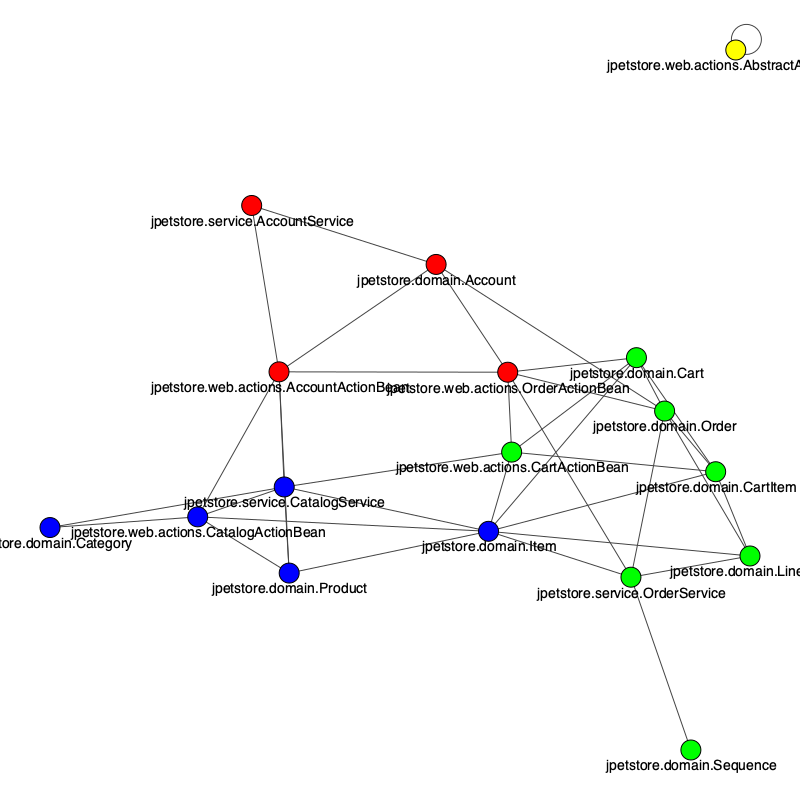 jpetstore.web.actions.AbstractA
jpetstore.service.AccountService
jpetstore.domain.Account
jpetstore.domain.Cart
jpetstore.web.actions.AccountActionBean
jpetstore.web.actions.OrderActionBean
jpetstore.domain.Order
jpetstore.web.actions.CartActionBean
jpetstore.domain.CartItem
jpetstore.service.CatalogService
jpetstore.web.actions.CatalogActionBean
tore.domain.Category
jpetstore.domain.Item
jpetstore.domain.Line
jpetstore.domain.Product
jpetstore.service.OrderService
jpetstore.domain.Sequence